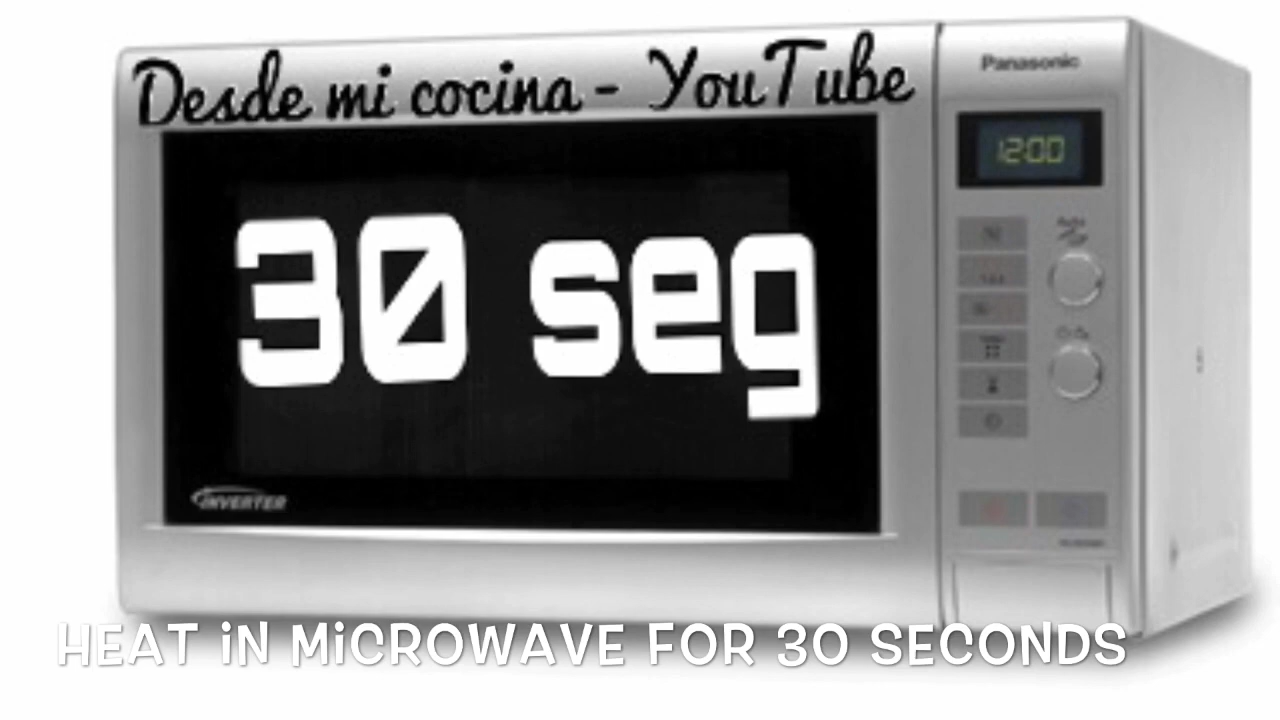 Desde mi cocina - YouTube
Panasonic
12:00
30 seg
INVERTER
HEAT iN MiCROWAVE FOR 30 SECONDS